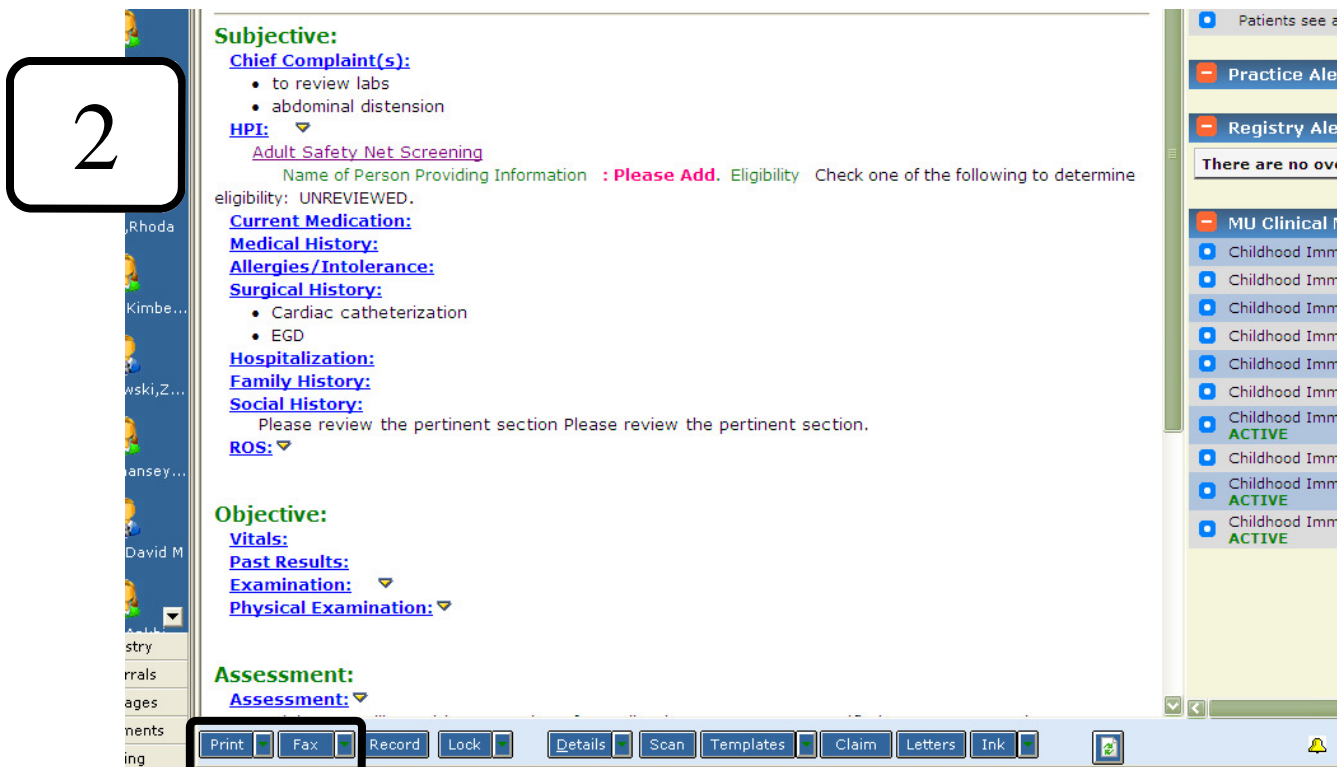 2
,Rhoda
Kimbe...
wski,Z...
ansey...
David M
stry
rrals
ages
ments
ing
Subjective:
Chief Complaint(s):
• to review labs
• abdominal distension
HPI:
Adult Safety Net Screening
Name of Person Providing Information : Please Add. Eligibility Check one of the following to determine
eligibility: UNREVIEWED.
Current Medication:
Medical History:
Allergies/Intolerance:
Surgical History:
• Cardiac catheterization
• EGD
Hospitalization:
Family History:
Social History:
Please review the pertinent section Please review the pertinent section.
ROS:
Objective:
Vitals:
Past Results:
Examination:
Physical Examination:
Assessment:
Assessment:
Print Fax Record Lock Details Scan Templates Claim Letters Ink
Patients see a
Practice Ale
Registry Ale
There are no ov
MU Clinical
Childhood Imm
Childhood Imm
Childhood Imm
Childhood Imm
Childhood Imm
Childhood Imm
Childhood Imm
ACTIVE
Childhood Imm
Childhood Imm
ACTIVE
Childhood Imm
ACTIVE